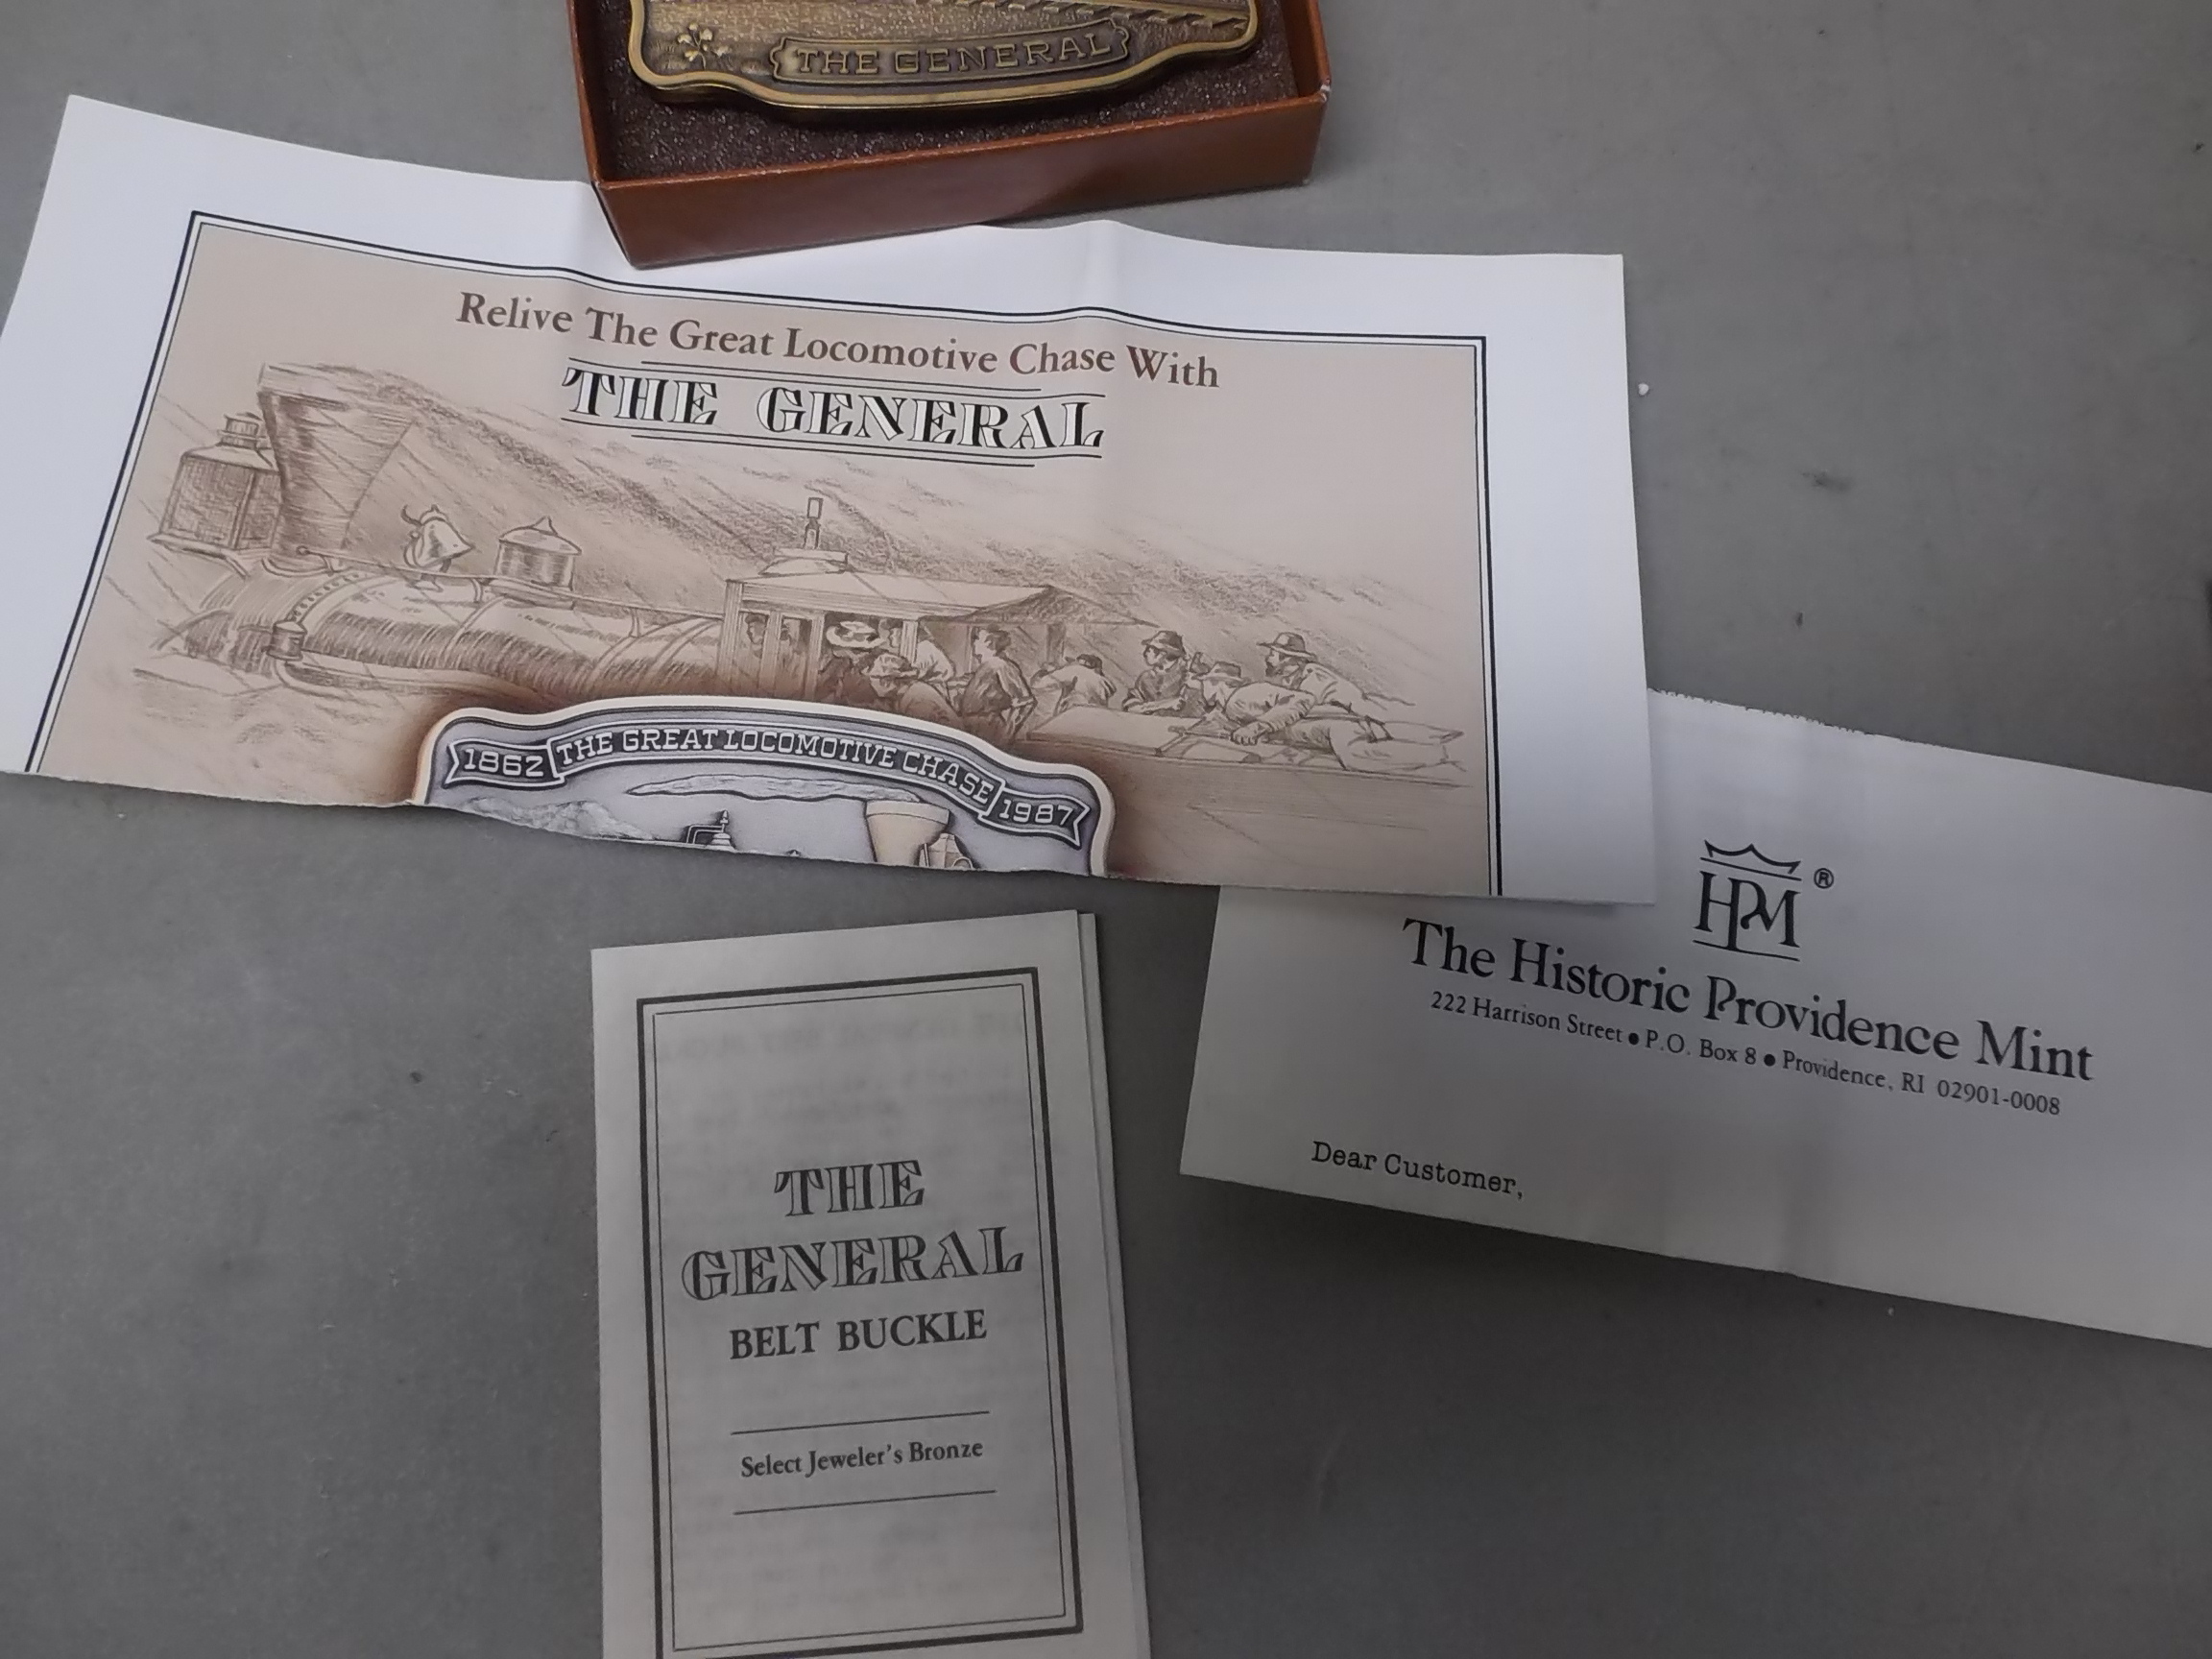 THE GENERAL
Relive The Great Locomotive Chase With
THE GENERAL
1862 THE GREAT LOCOMOTIVE CHASE 1987
HPM®
The Historic Providence Mint
222 Harrison Street • P.O. Box 8 • Providence, RI 02901-0008
Dear Customer,
THE
GENERAL
BELT BUCKLE
Select Jeweler's Bronze